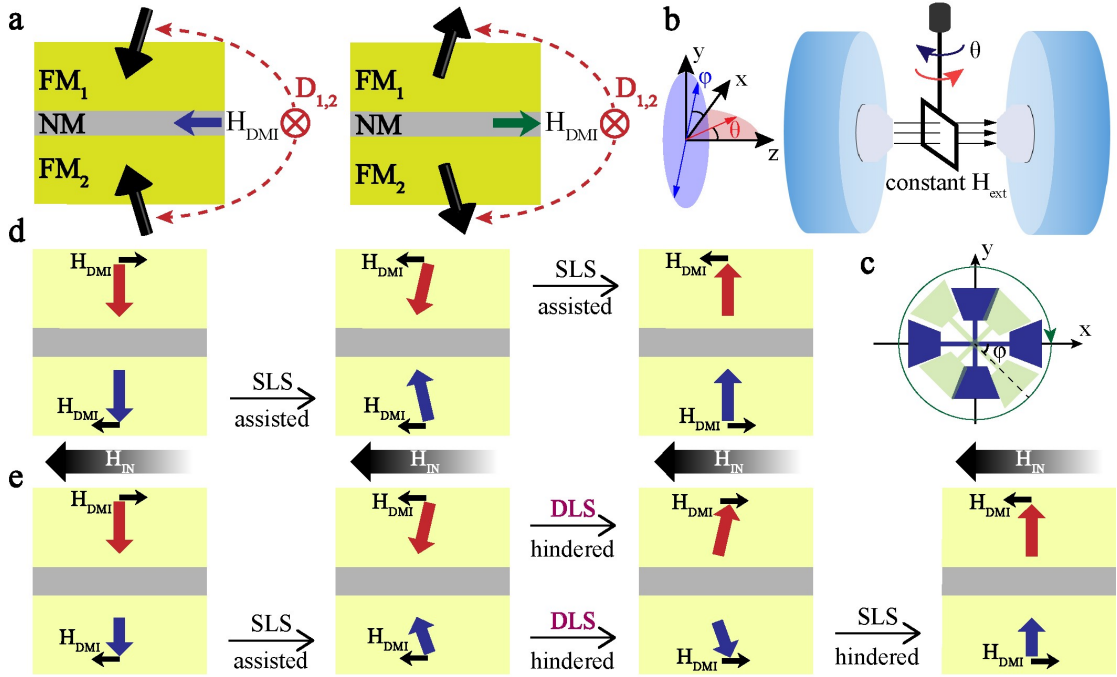 a
FM1
NM
FM2
HDMI
D1,2
FM1
NM
FM2
HDMI
D1,2
b
y
φ
x
θ
z
θ
constant Hext
c
y
x
φ
d
HDMI
HDMI
SLS
assisted
HDMI
HDMI
SLS
assisted
HDMI
HDMI
HIN
HIN
HIN
HIN
e
HDMI
HDMI
SLS
assisted
HDMI
HDMI
DLS
hindered
DLS
hindered
HDMI
HDMI
SLS
hindered
HDMI
HDMI